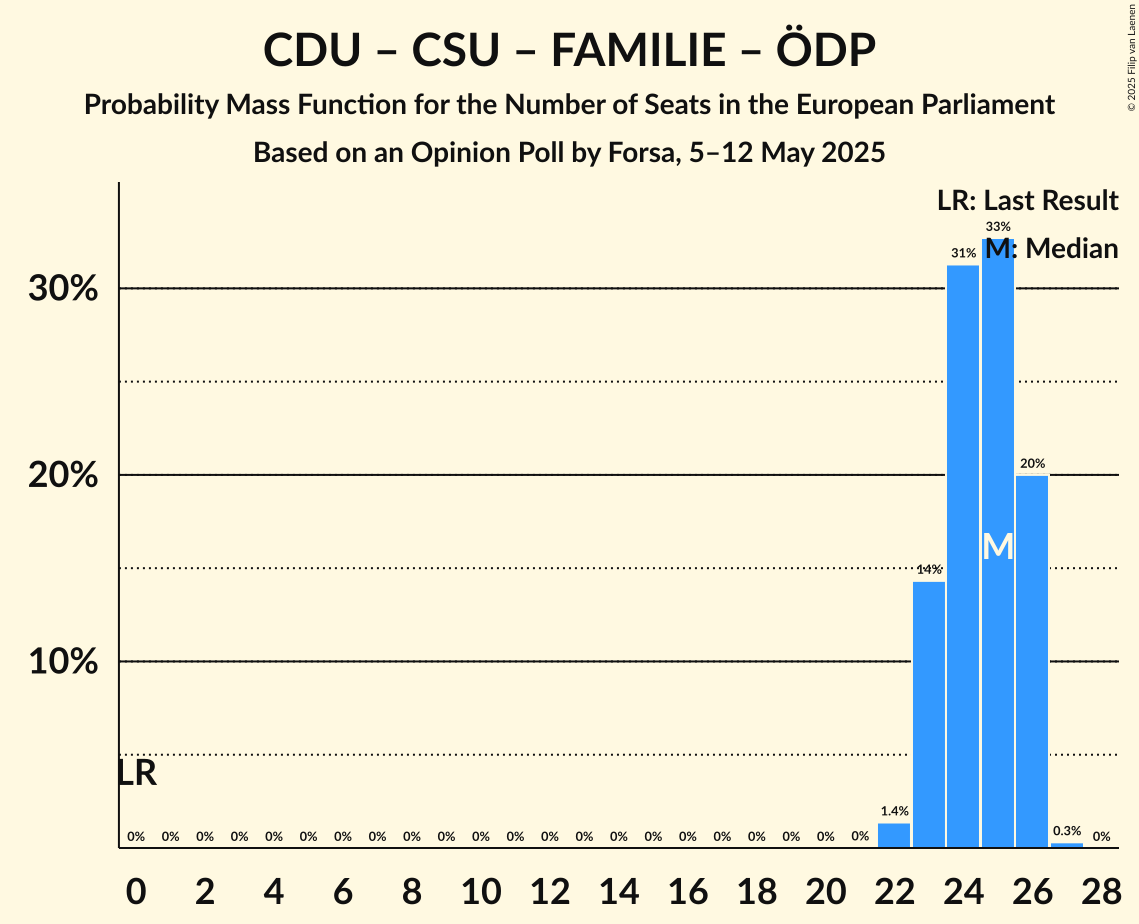 CDU – CSU – FAMILIE – ÖDP
Probability Mass Function for the Number of Seats in the European Parliament
Based on an Opinion Poll by Forsa, 5–12 May 2025
© 2025 Filip van Laenen
LR: Last Result
M: Median
30%
20%
10%
LR
M
0% 0% 0% 0% 0% 0% 0% 0% 0% 0% 0% 0% 0% 0% 0% 0% 0% 0% 0% 0% 0% 0% 1.4% 14% 31% 33% 20% 0.3% 0%
0 2 4 6 8 10 12 14 16 18 20 22 24 26 28